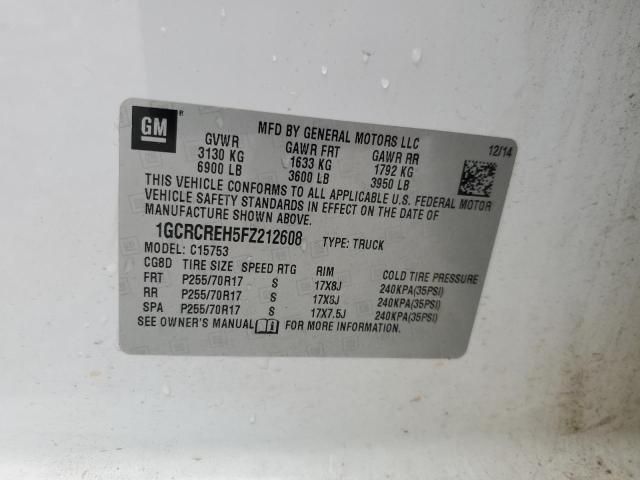 GM
MFD BY GENERAL MOTORS LLC
12/14
GVWR GAWR FRT GAWR RR
3130 KG 1633 KG 1792 KG
6900 LB 3600 LB 3950 LB
THIS VEHICLE CONFORMS TO ALL APPLICABLE U.S. FEDERAL MOTOR
VEHICLE SAFETY STANDARDS IN EFFECT ON THE DATE OF
MANUFACTURE SHOWN ABOVE.
1GCRCREH5FZ212608 TYPE: TRUCK
MODEL: C15753
CG8D TIRE SIZE SPEED RTG RIM COLD TIRE PRESSURE
FRT P255/70R17 S 17X8J 240KPA(35PSI)
RR P255/70R17 S 17X8J 240KPA(35PSI)
SPA P255/70R17 S 17X7.5J 240KPA(35PSI)
SEE OWNER'S MANUAL FOR MORE INFORMATION.